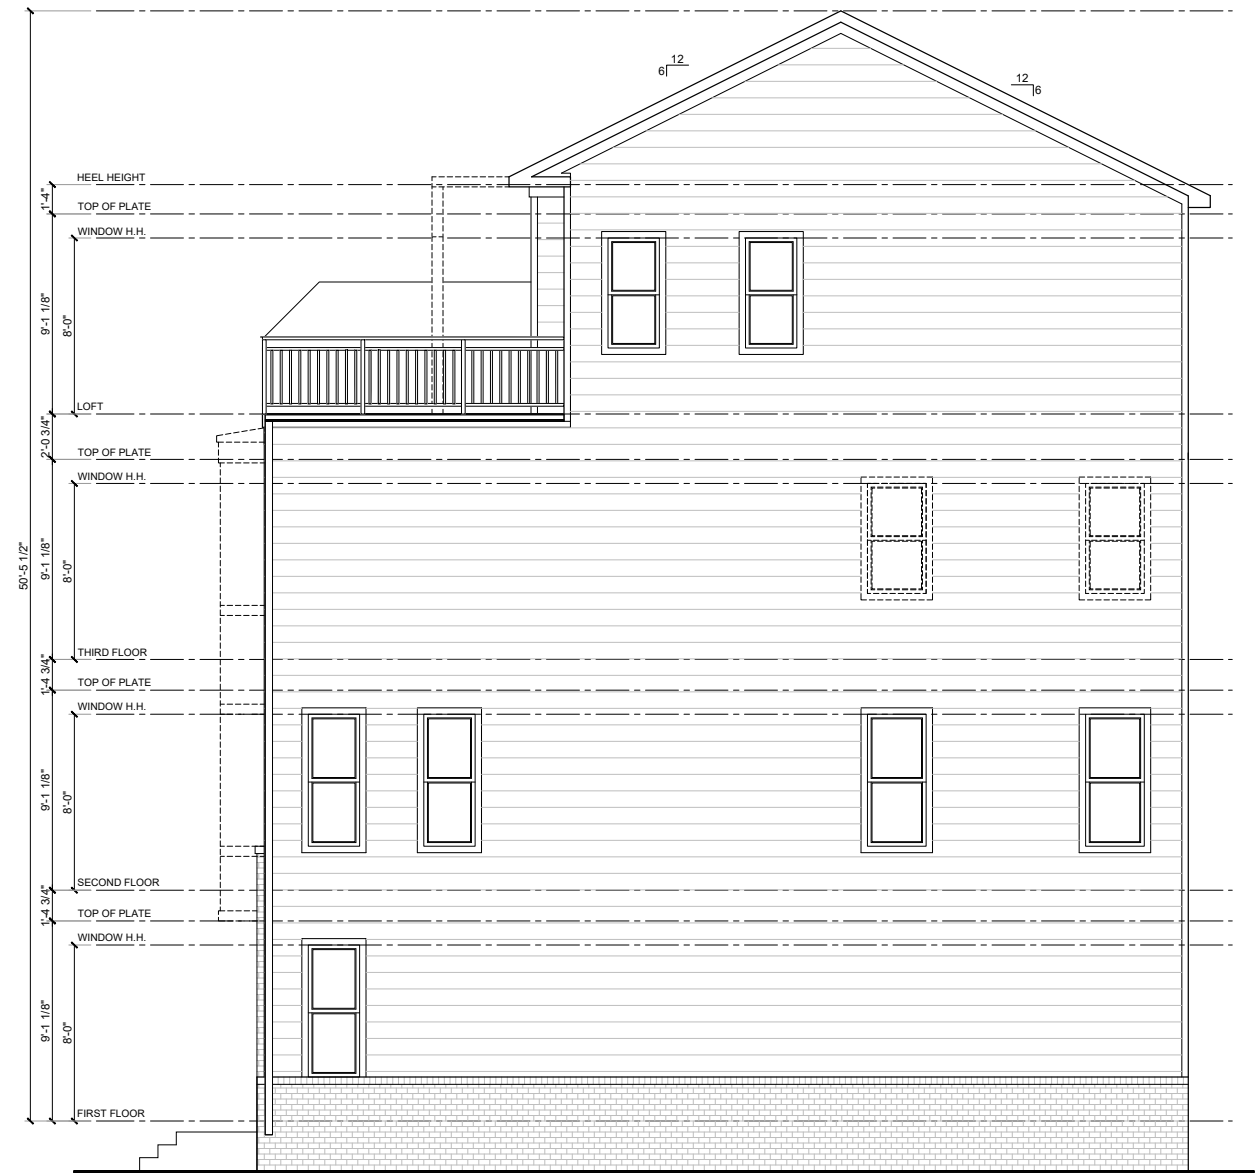 12
6
12
6
HEEL HEIGHT
1'-4"
TOP OF PLATE
WINDOW H.H.
9'-1 1/8"
8'-0"
LOFT
2'-0 3/4"
TOP OF PLATE
WINDOW H.H.
50'-5 1/2"
9'-1 1/8"
8'-0"
THIRD FLOOR
1'-4 3/4"
TOP OF PLATE
WINDOW H.H.
9'-1 1/8"
8'-0"
SECOND FLOOR
1'-4 3/4"
TOP OF PLATE
WINDOW H.H.
9'-1 1/8"
8'-0"
FIRST FLOOR